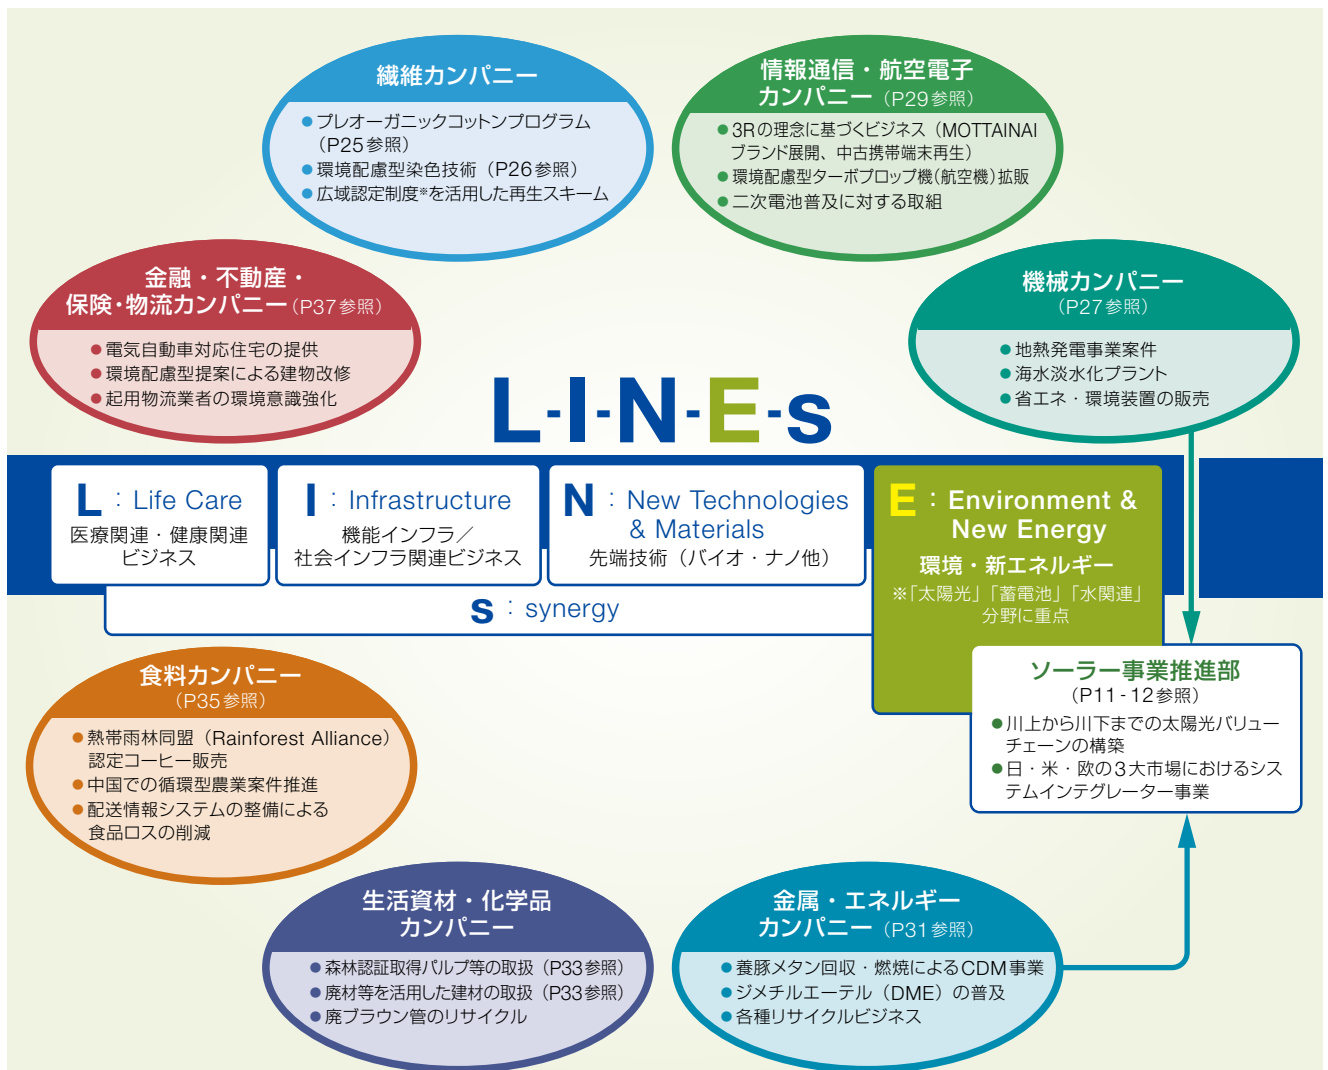 繊維カンパニー
●プレオーガニックコットンプログラム
（P25参照）
●環境配慮型染色技術（P26参照）
●広域認定制度※を活用した再生スキーム
情報通信・航空電子
カンパニー（P29参照）
●3Rの理念に基づくビジネス（MOTTAINAI
ブランド展開、中古携帯端末再生）
●環境配慮型ターボプロップ機（航空機）拡販
●二次電池普及に対する取組
金融・不動産・
保険・物流カンパニー（P37参照）
●電気自動車対応住宅の提供
●環境配慮型提案による建物改修
●起用物流業者の環境意識強化
機械カンパニー
（P27参照）
●地熱発電事業案件
●海水淡水化プラント
●省エネ・環境装置の販売
L-I-N-E-s
L：Life Care
医療関連・健康関連
ビジネス
I：Infrastructure
機能インフラ／
社会インフラ関連ビジネス
N：New Technologies
& Materials
先端技術（バイオ・ナノ他）
E：Environment &
New Energy
環境・新エネルギー
※「太陽光」「蓄電池」「水関連」
分野に重点
s：synergy
ソーラー事業推進部
（P11-12参照）
●川上から川下までの太陽光バリュー
チェーンの構築
●日・米・欧の3大市場におけるシス
テムインテグレーター事業
食料カンパニー
（P35参照）
●熱帯雨林同盟（Rainforest Alliance）
認定コーヒー販売
●中国での循環型農業案件推進
●配送情報システムの整備による
食品ロスの削減
生活資材・化学品
カンパニー
●森林認証取得パルプ等の取扱（P33参照）
●廃材等を活用した建材の取扱（P33参照）
●廃ブラウン管のリサイクル
金属・エネルギー
カンパニー（P31参照）
●養豚メタン回収・燃焼によるCDM事業
●ジメチルエーテル（DME）の普及
●各種リサイクルビジネス